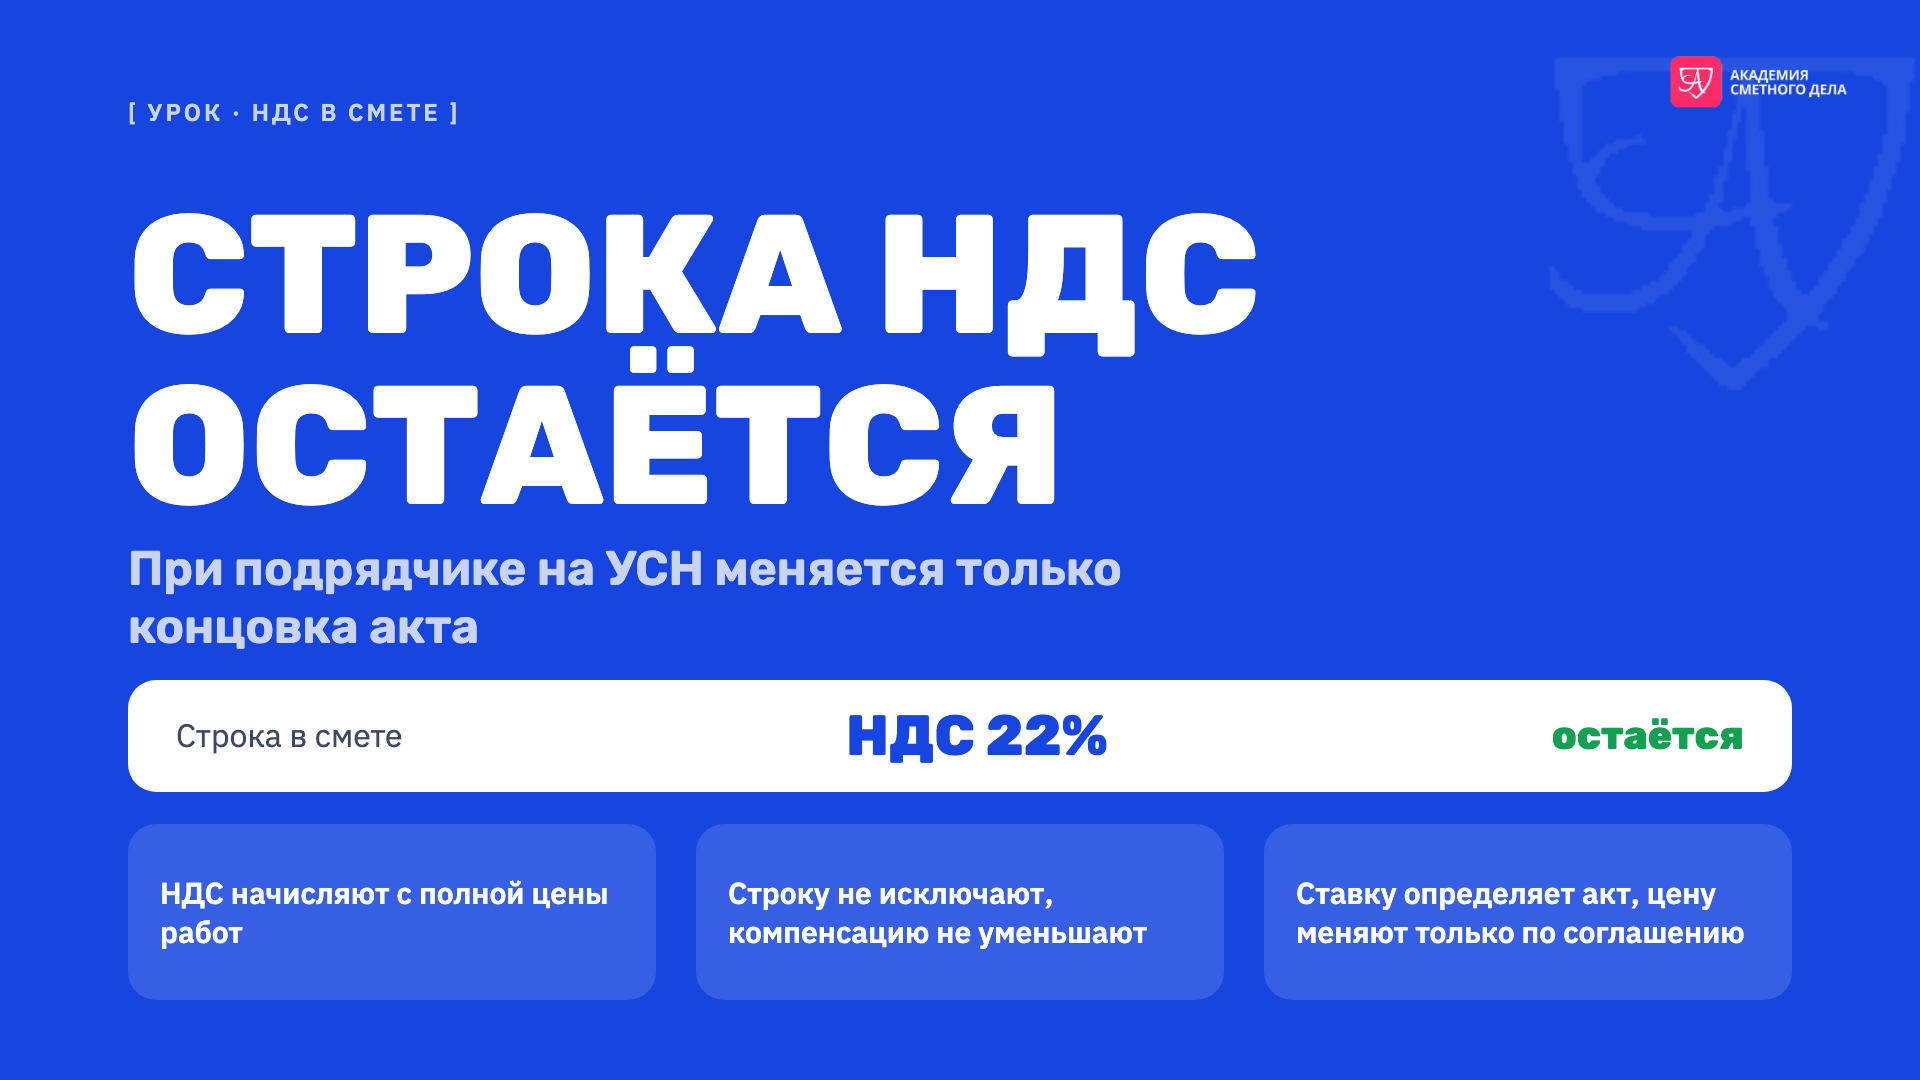 [ УРОК · НДС В СМЕТЕ ]
АКАДЕМИЯ
СМЕТНОГО ДЕЛА
СТРОКА НДС
ОСТАЁТСЯ
При подрядчике на УСН меняется только
концовка акта
Строка в смете НДС 22% остаётся
НДС начисляют с полной цены
работ
Строку не исключают,
компенсацию не уменьшают
Ставку определяет акт, цену
меняют только по соглашению